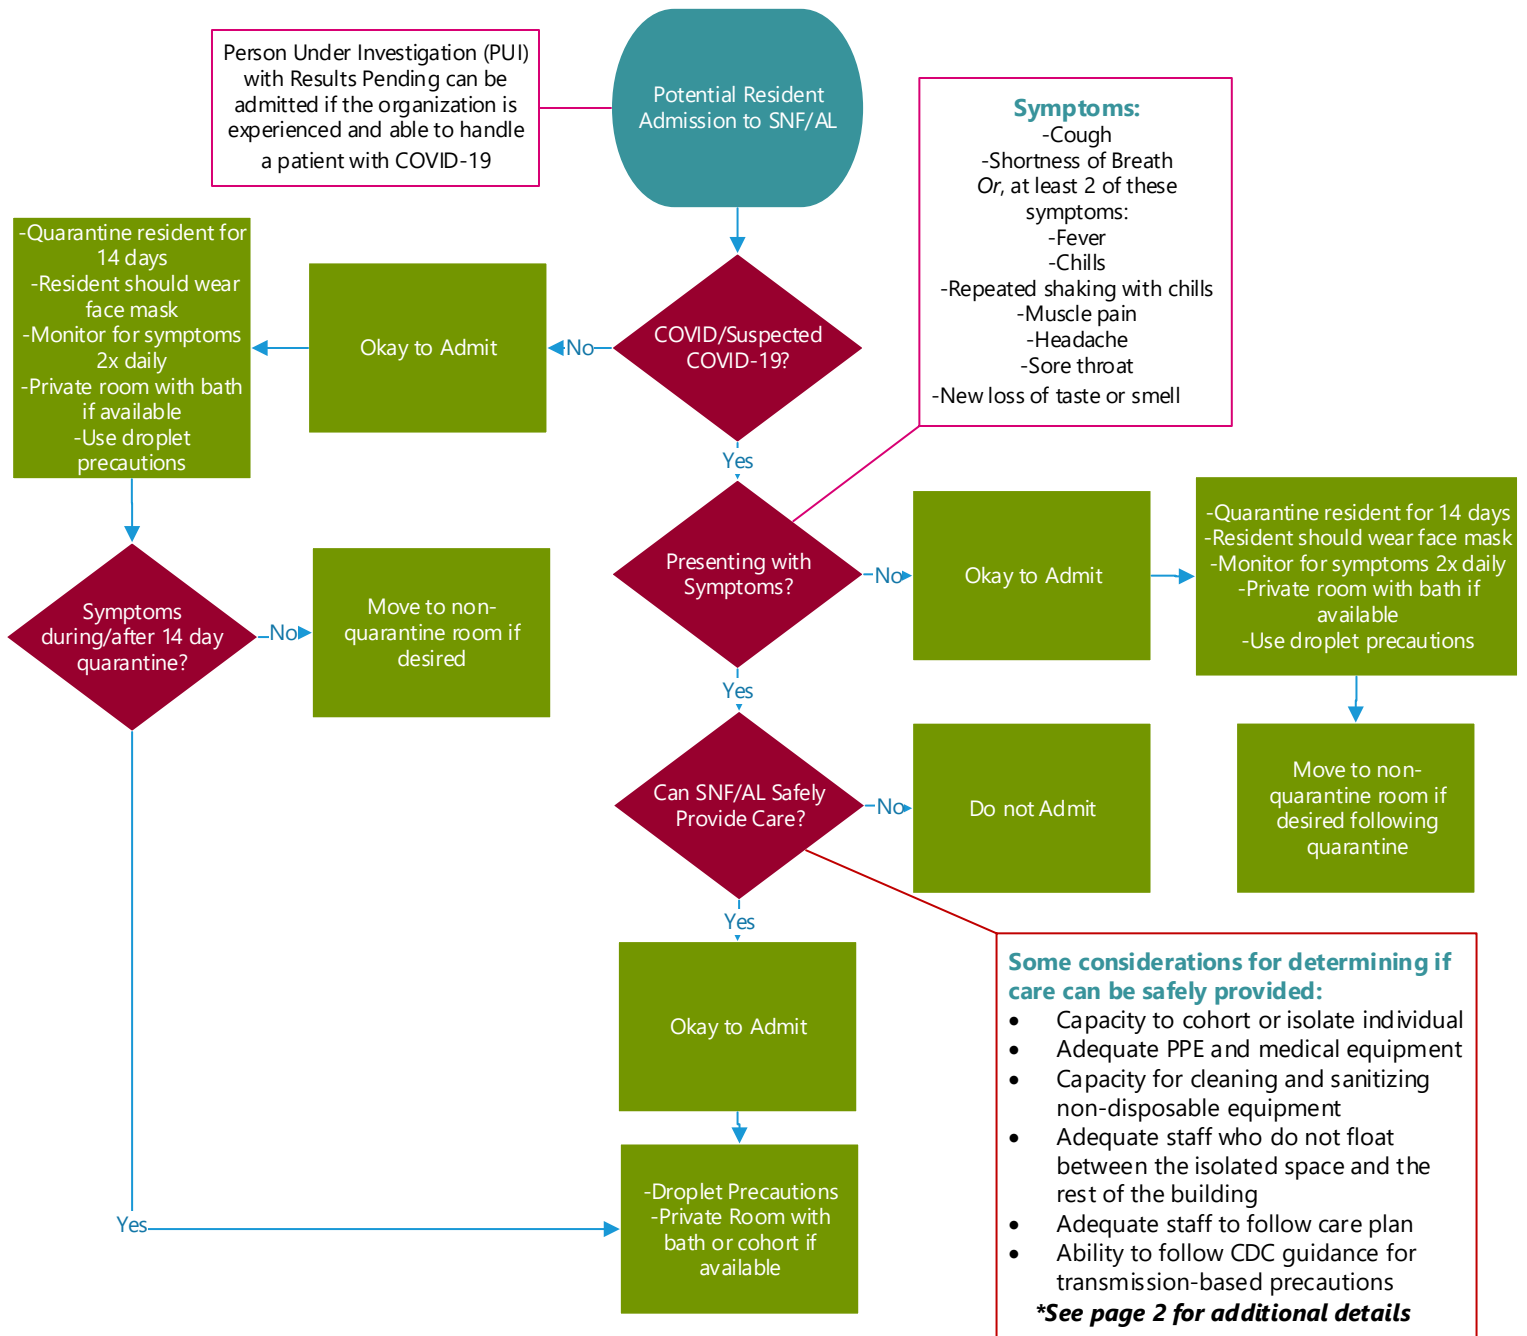 Person Under Investigation (PUI)
with Results Pending can be
admitted if the organization is
experienced and able to handle
a patient with COVID-19
Potential Resident
Admission to SNF/AL
Symptoms:
-Cough
-Shortness of Breath
Or, at least 2 of these
symptoms:
-Fever
-Chills
-Repeated shaking with chills
-Muscle pain
-Headache
-Sore throat
-New loss of taste or smell
-Quarantine resident for
14 days
-Resident should wear
face mask
-Monitor for symptoms
2x daily
-Private room with bath
if available
-Use droplet
precautions
Okay to Admit
No
COVID/Suspected
COVID-19?
Yes
Presenting with
Symptoms?
No
Okay to Admit
-Quarantine resident for 14 days
-Resident should wear face mask
-Monitor for symptoms 2x daily
-Private room with bath if
available
-Use droplet precautions
Symptoms
during/after 14 day
quarantine?
No
Move to non-
quarantine room if
desired
Yes
Can SNF/AL Safely
Provide Care?
No
Do not Admit
Move to non-
quarantine room if
desired following
quarantine
Yes
Okay to Admit
Some considerations for determining if
care can be safely provided:
• Capacity to cohort or isolate individual
• Adequate PPE and medical equipment
• Capacity for cleaning and sanitizing
non-disposable equipment
• Adequate staff who do not float
between the isolated space and the
rest of the building
• Adequate staff to follow care plan
• Ability to follow CDC guidance for
transmission-based precautions
*See page 2 for additional details
Yes
-Droplet Precautions
-Private Room with
bath or cohort if
available